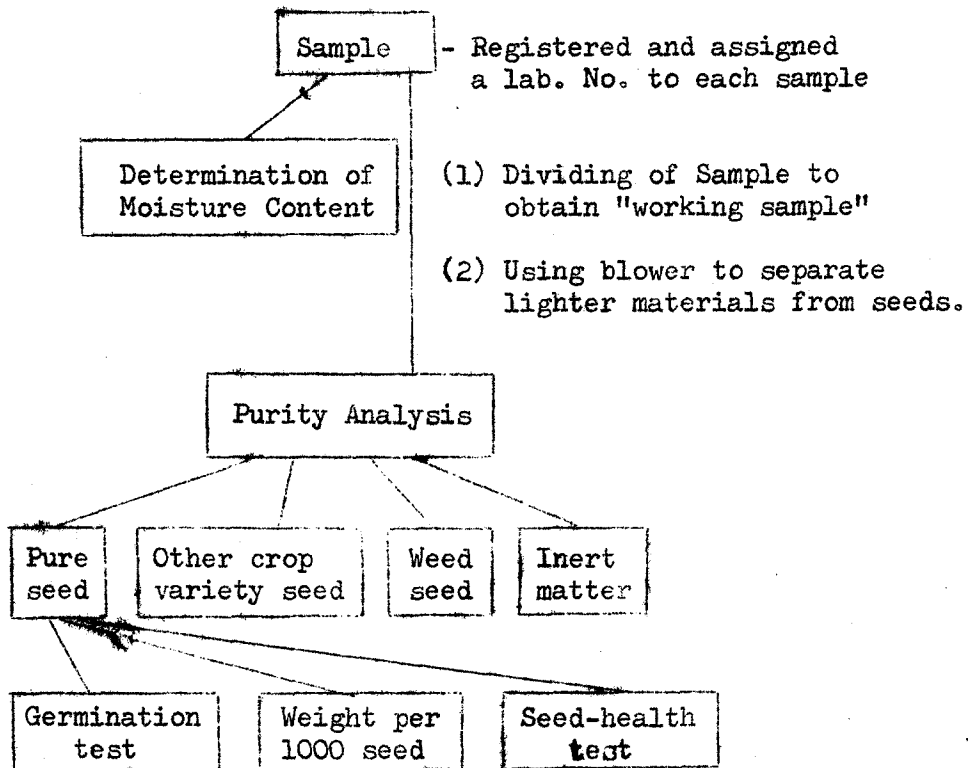 Sample
- Registered and assigned
a lab. No. to each sample
Determination of
Moisture Content
(1) Dividing of Sample to
obtain "working sample"
(2) Using blower to separate
lighter materials from seeds.
Purity Analysis
Pure
seed
Other crop
variety seed
Weed
seed
Inert
matter
Germination
test
Weight per
1000 seed
Seed-health
test